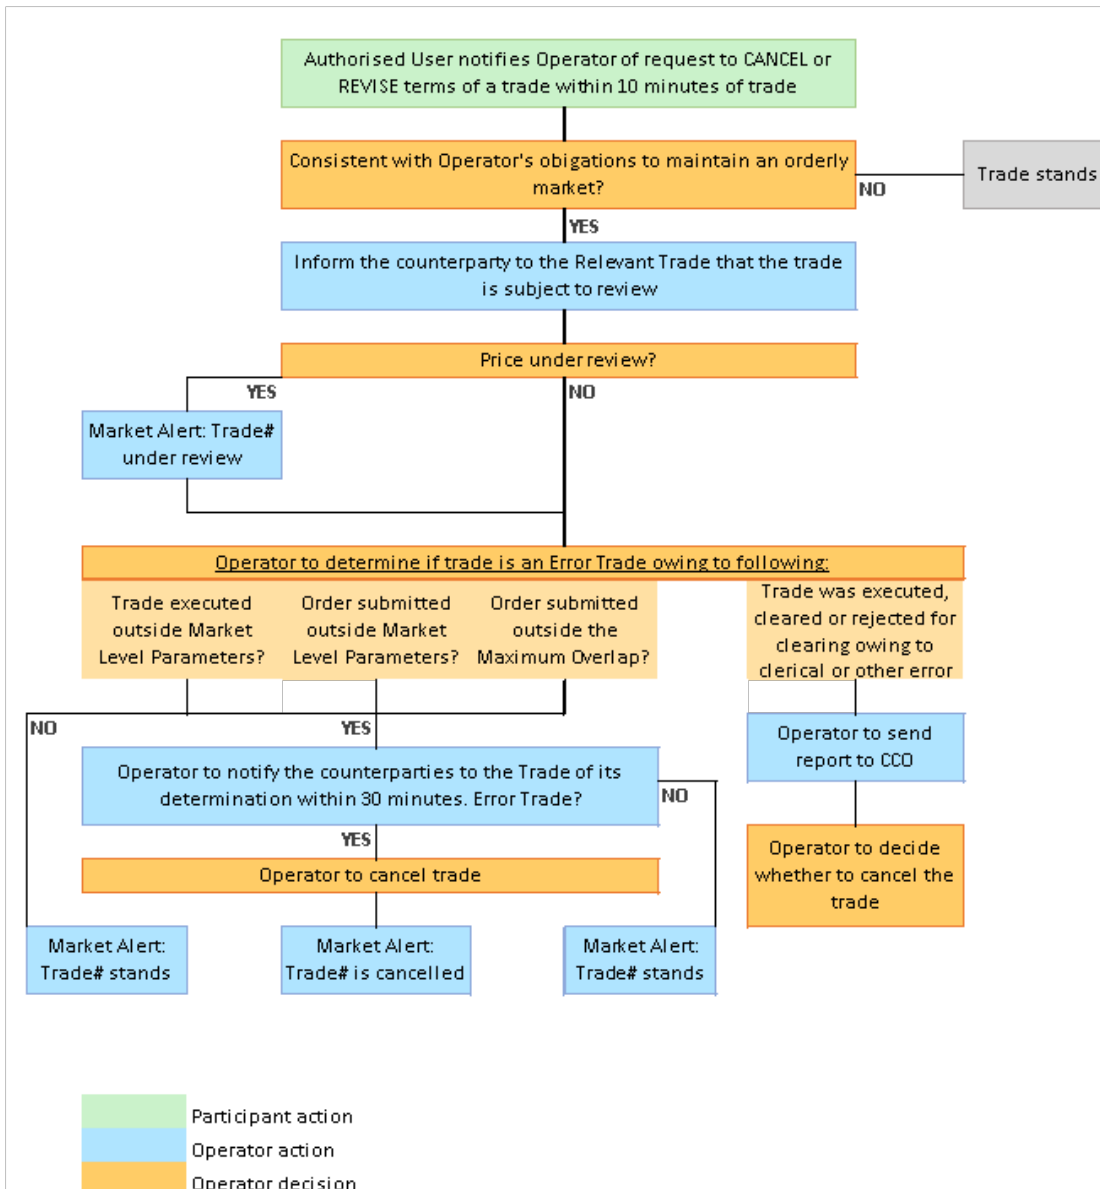 Authorised User notifies Operator of request to CANCEL or
REVISE terms of a trade within 10 minutes of trade
Consistent with Operator's obigations to maintain an orderly
market?
NO
Trade stands
YES
Inform the counterparty to the Relevant Trade that the trade
is subject to review
Price under review?
YES
NO
Market Alert: Trade#
under review
Operator to determine if trade is an Error Trade owing to following:
Trade executed
outside Market
Level Parameters?
Order submitted
outside Market
Level Parameters?
Order submitted
outside the
Maximum Overlap?
Trade was executed,
cleared or rejected for
clearing owing to
clerical or other error
NO
YES
Operator to send
report to CCO
Operator to notify the counterparties to the Trade of its
determination within 30 minutes. Error Trade?
NO
YES
Operator to cancel trade
Operator to decide
whether to cancel the
trade
Market Alert:
Trade# stands
Market Alert:
Trade# is cancelled
Market Alert:
Trade# stands
Participant action
Operator action
Operator decision